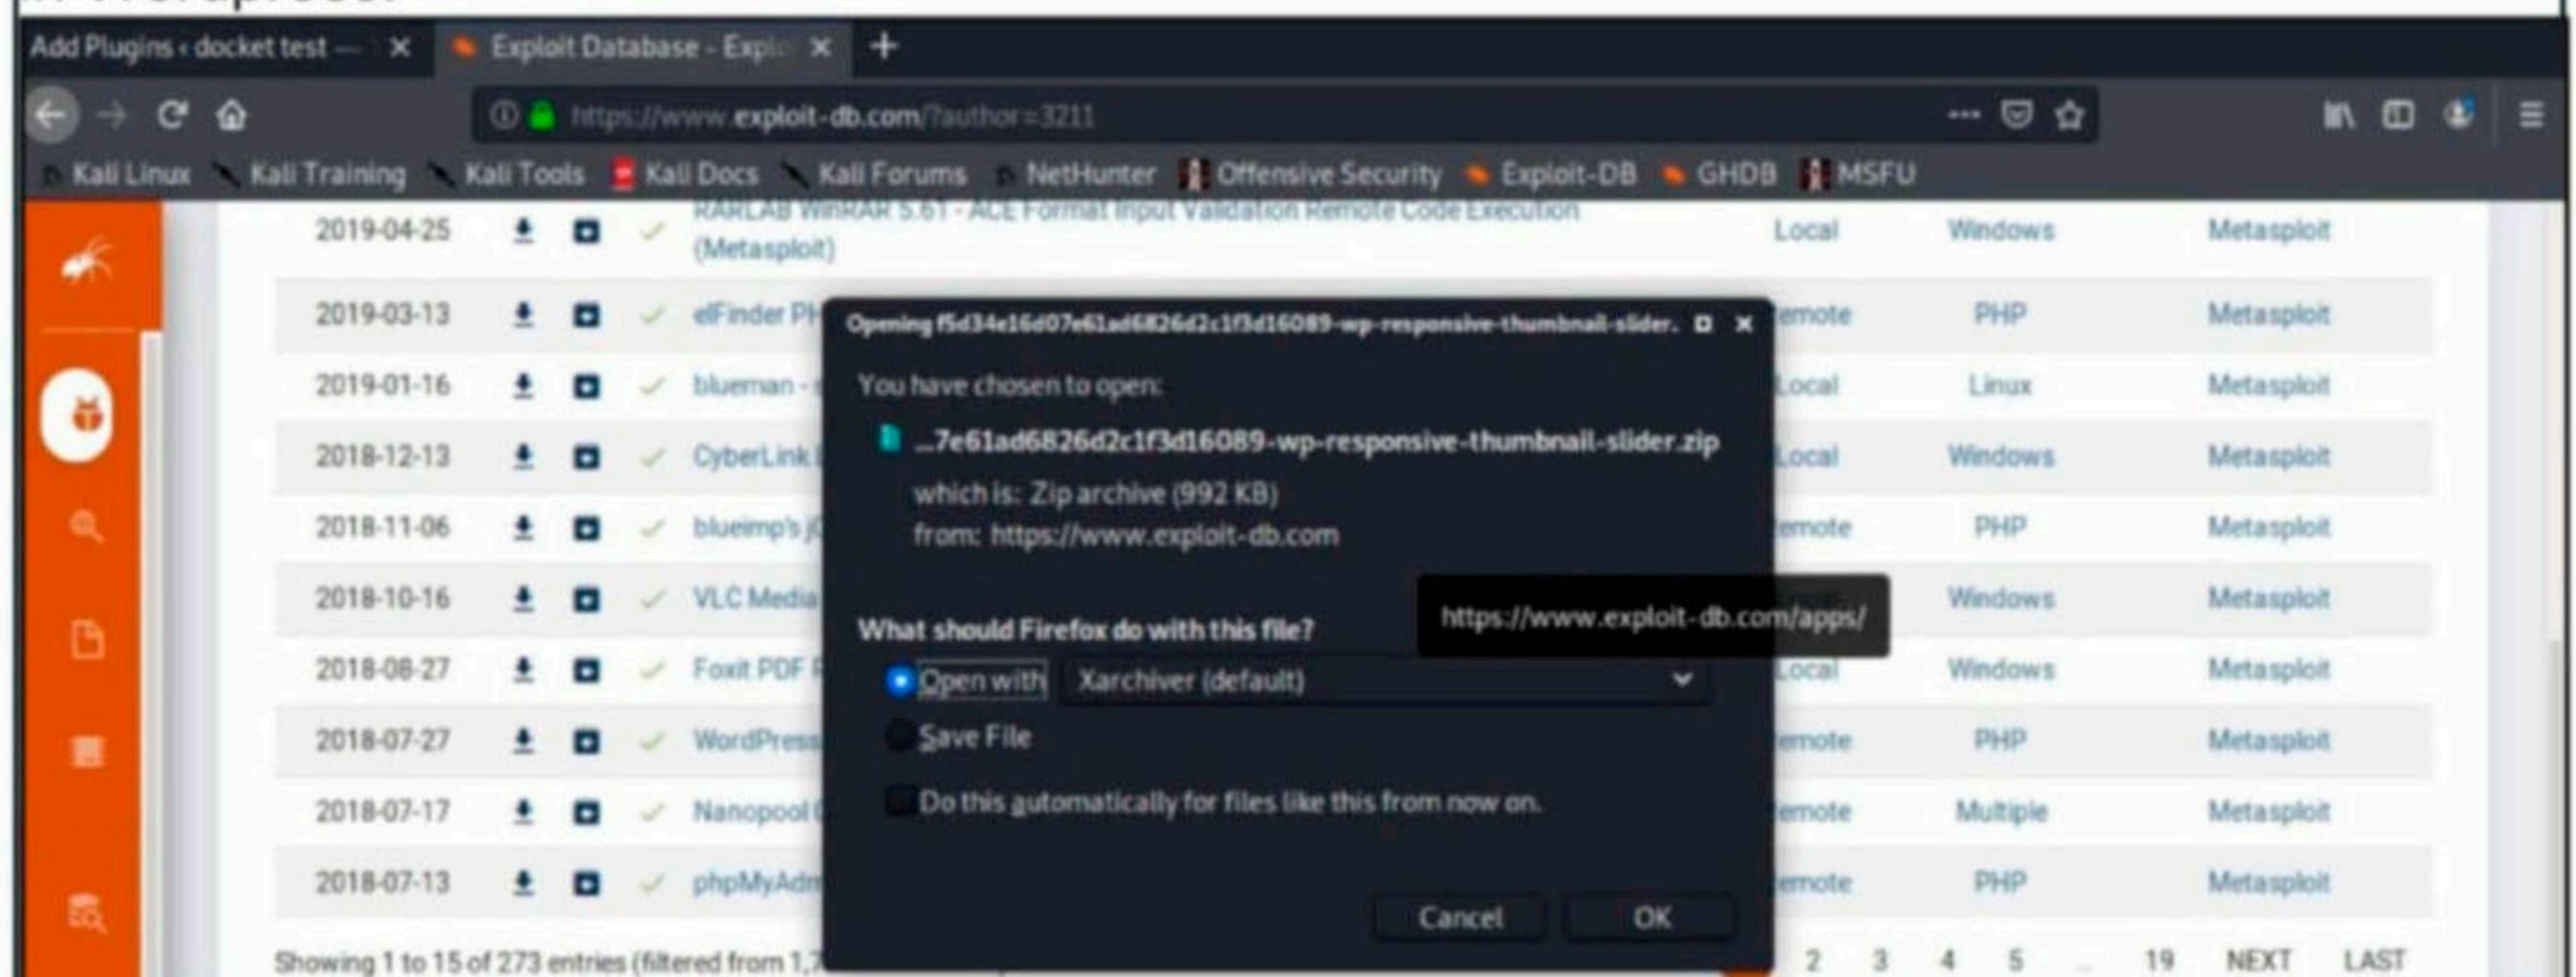 in Wordpress.
Add Plugins ‹ docket test — Exploit Database - Explo
https://www.exploit-db.com/?author=3211
Kali Linux Kali Training Kali Tools Kali Docs Kali Forums NetHunter Offensive Security Exploit-DB GHDB MSFU
RARLAB WinRAR 5.61 - ACE Format Input Validation Remote Code Execution
2019-04-25 (Metasploit) Local Windows Metasploit
2019-03-13 elFinder PH emote PHP Metasploit
Opening f5d34e16d07e61ad6826d2c1f3d16089-wp-responsive-thumbnail-slider.
2019-01-16 blueman - Local Linux Metasploit
You have chosen to open:
2018-12-13 CyberLink Local Windows Metasploit
...7e61ad6826d2c1f3d16089-wp-responsive-thumbnail-slider.zip
which is: Zip archive (992 KB)
2018-11-06 blueimp's jQ emote PHP Metasploit
from: https://www.exploit-db.com
2018-10-16 VLC Media Windows Metasploit
https://www.exploit-db.com/apps/
What should Firefox do with this file?
2018-08-27 Foxit PDF Local Windows Metasploit
Open with Xarchiver (default)
2018-07-27 WordPress emote PHP Metasploit
Save File
2018-07-17 Nanopool emote Multiple Metasploit
Do this automatically for files like this from now on.
2018-07-13 phpMyAdm emote PHP Metasploit
Cancel OK
Showing 1 to 15 of 273 entries (filtered from 1,7 2 3 4 5 … 19 NEXT LAST